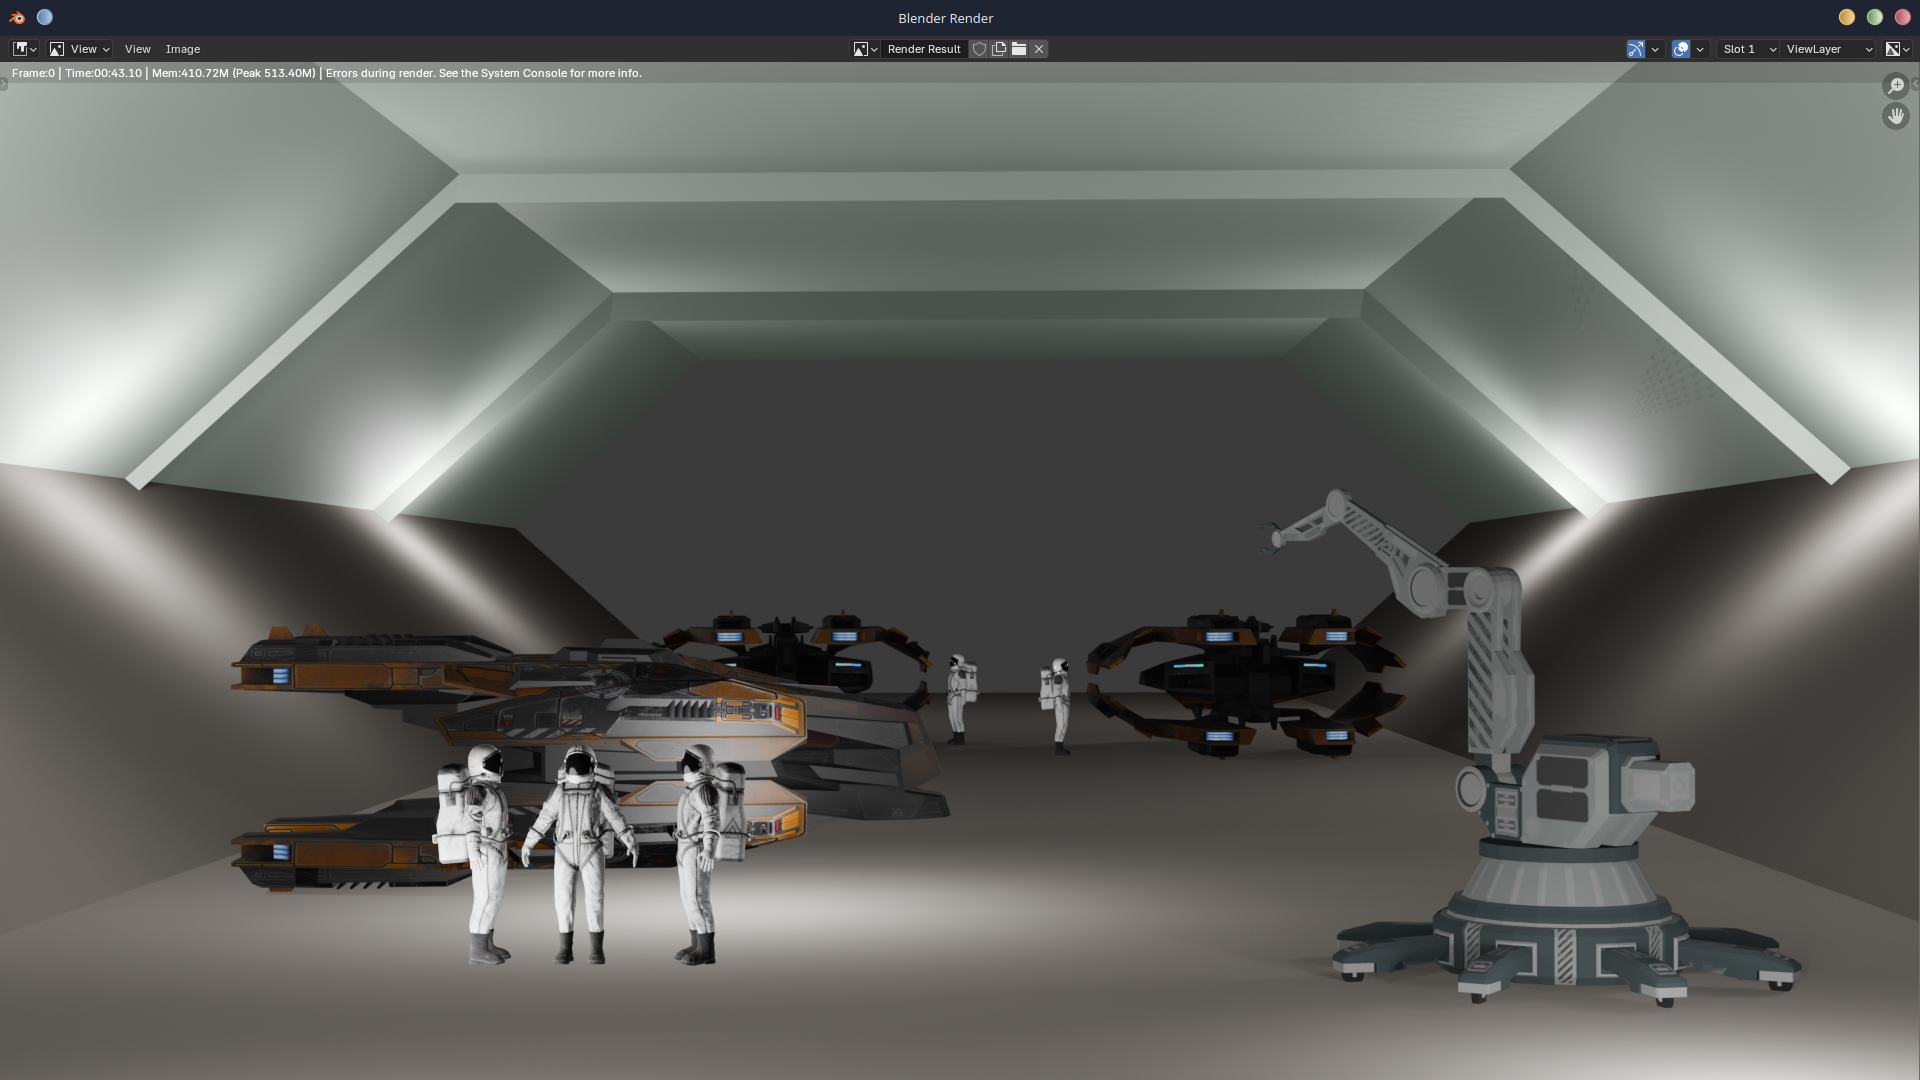 Blender Render
View View Image Render Result Slot 1 ViewLayer
Frame:0 | Time:00:43.10 | Mem:410.72M (Peak 513.40M) | Errors during render. See the System Console for more info.